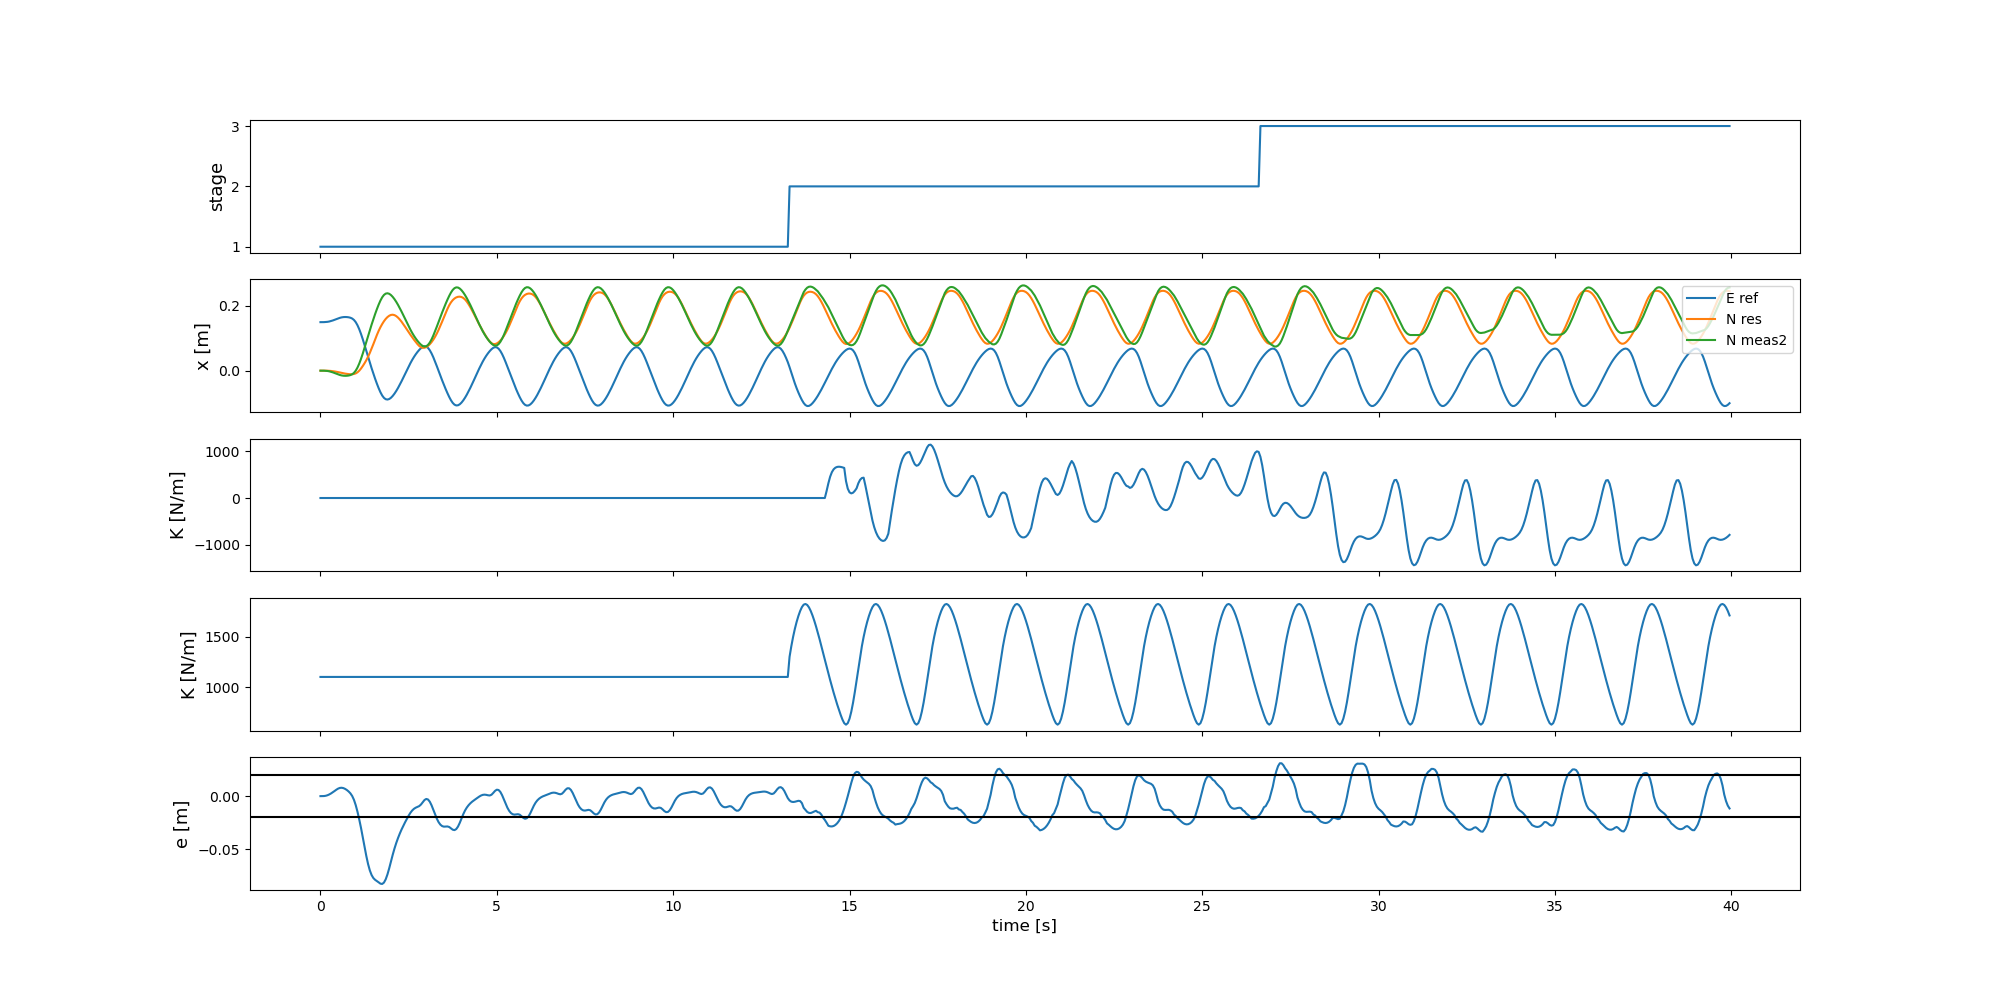 stage
3
2
1
x [m]
0.2
0.0
E ref
N res
N meas2
K [N/m]
1000
0
−1000
K [N/m]
1500
1000
e [m]
0.00
−0.05
0 5 10 15 20 25 30 35 40
time [s]